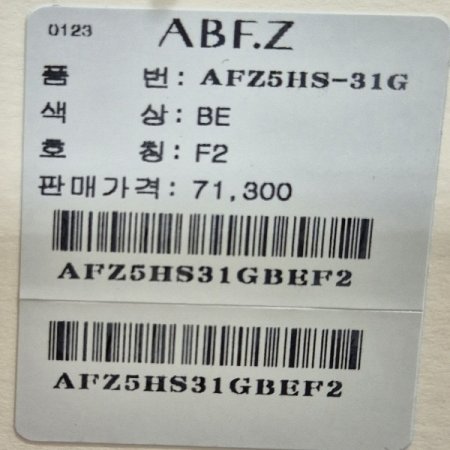 0123 ABF.Z
품 번: AFZ5HS-31G
색 상: BE
호 칭: F2
판매가격: 71,300
AFZ5HS31GBEF2
AFZ5HS31GBEF2